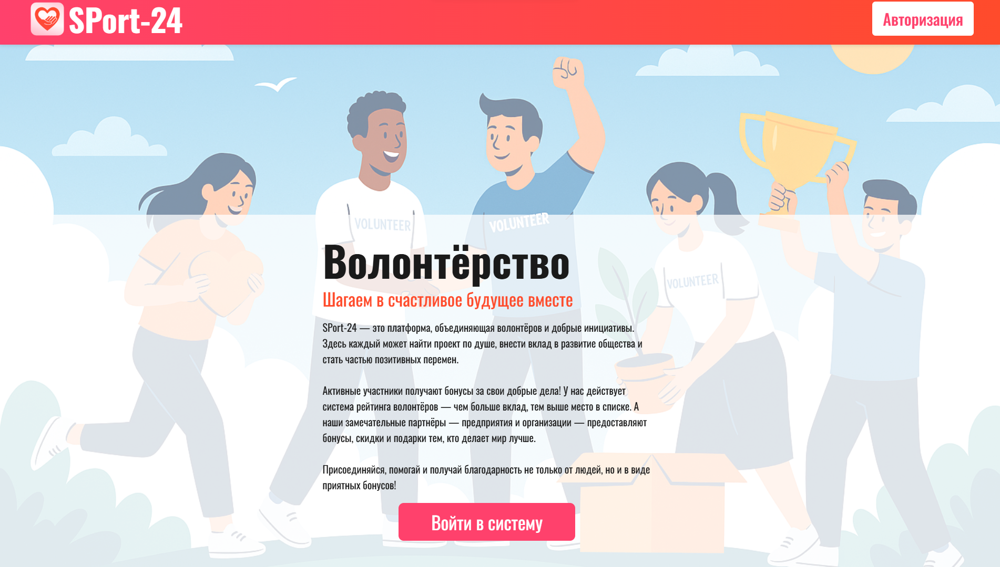 SPort-24
Авторизация
VOLUNTEER
VOLUNTEER
VOLUNTEER
Волонтёрство
Шагаем в счастливое будущее вместе
SPort-24 — это платформа, объединяющая волонтёров и добрые инициативы.
Здесь каждый может найти проект по душе, внести вклад в развитие общества и
стать частью позитивных перемен.
Активные участники получают бонусы за свои добрые дела! У нас действует
система рейтинга волонтёров — чем больше вклад, тем выше место в списке. А
наши замечательные партнёры — предприятия и организации — предоставляют
бонусы, скидки и подарки тем, кто делает мир лучше.
Присоединяйся, помогай и получай благодарность не только от людей, но и в виде
приятных бонусов!
Войти в систему